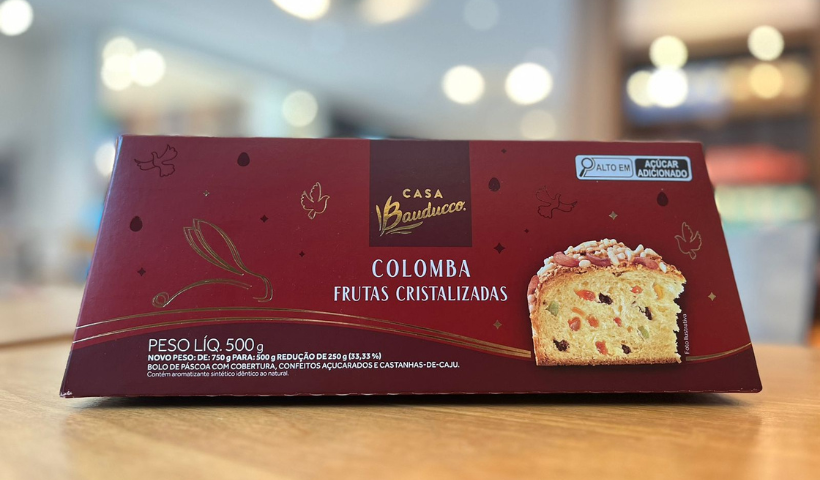 ALTO EM
AÇÚCAR
ADICIONADO
CASA
Bauducco.
COLOMBA
FRUTAS CRISTALIZADAS
PESO LÍQ. 500 g
NOVO PESO: DE: 750 g PARA: 500 g REDUÇÃO DE 250 g (33,33 %)
BOLO DE PÁSCOA COM COBERTURA, CONFEITOS AÇUCARADOS E CASTANHAS-DE-CAJU.
Contém aromatizante sintético idêntico ao natural.